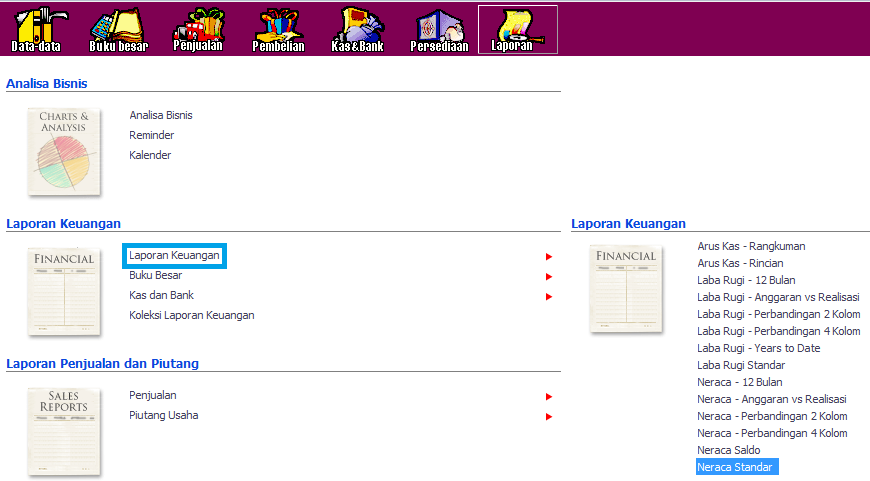 Data-data Buku besar Penjualan Pembelian Kas&Bank Persediaan Laporan
Analisa Bisnis
CHARTS &
ANALYSIS
Analisa Bisnis
Reminder
Kalender
Laporan Keuangan
FINANCIAL
Laporan Keuangan
Buku Besar
Kas dan Bank
Koleksi Laporan Keuangan
Laporan Penjualan dan Piutang
SALES
REPORTS
Penjualan
Piutang Usaha
Laporan Keuangan
FINANCIAL
Arus Kas - Rangkuman
Arus Kas - Rincian
Laba Rugi - 12 Bulan
Laba Rugi - Anggaran vs Realisasi
Laba Rugi - Perbandingan 2 Kolom
Laba Rugi - Perbandingan 4 Kolom
Laba Rugi - Years to Date
Laba Rugi Standar
Neraca - 12 Bulan
Neraca - Anggaran vs Realisasi
Neraca - Perbandingan 2 Kolom
Neraca - Perbandingan 4 Kolom
Neraca Saldo
Neraca Standar